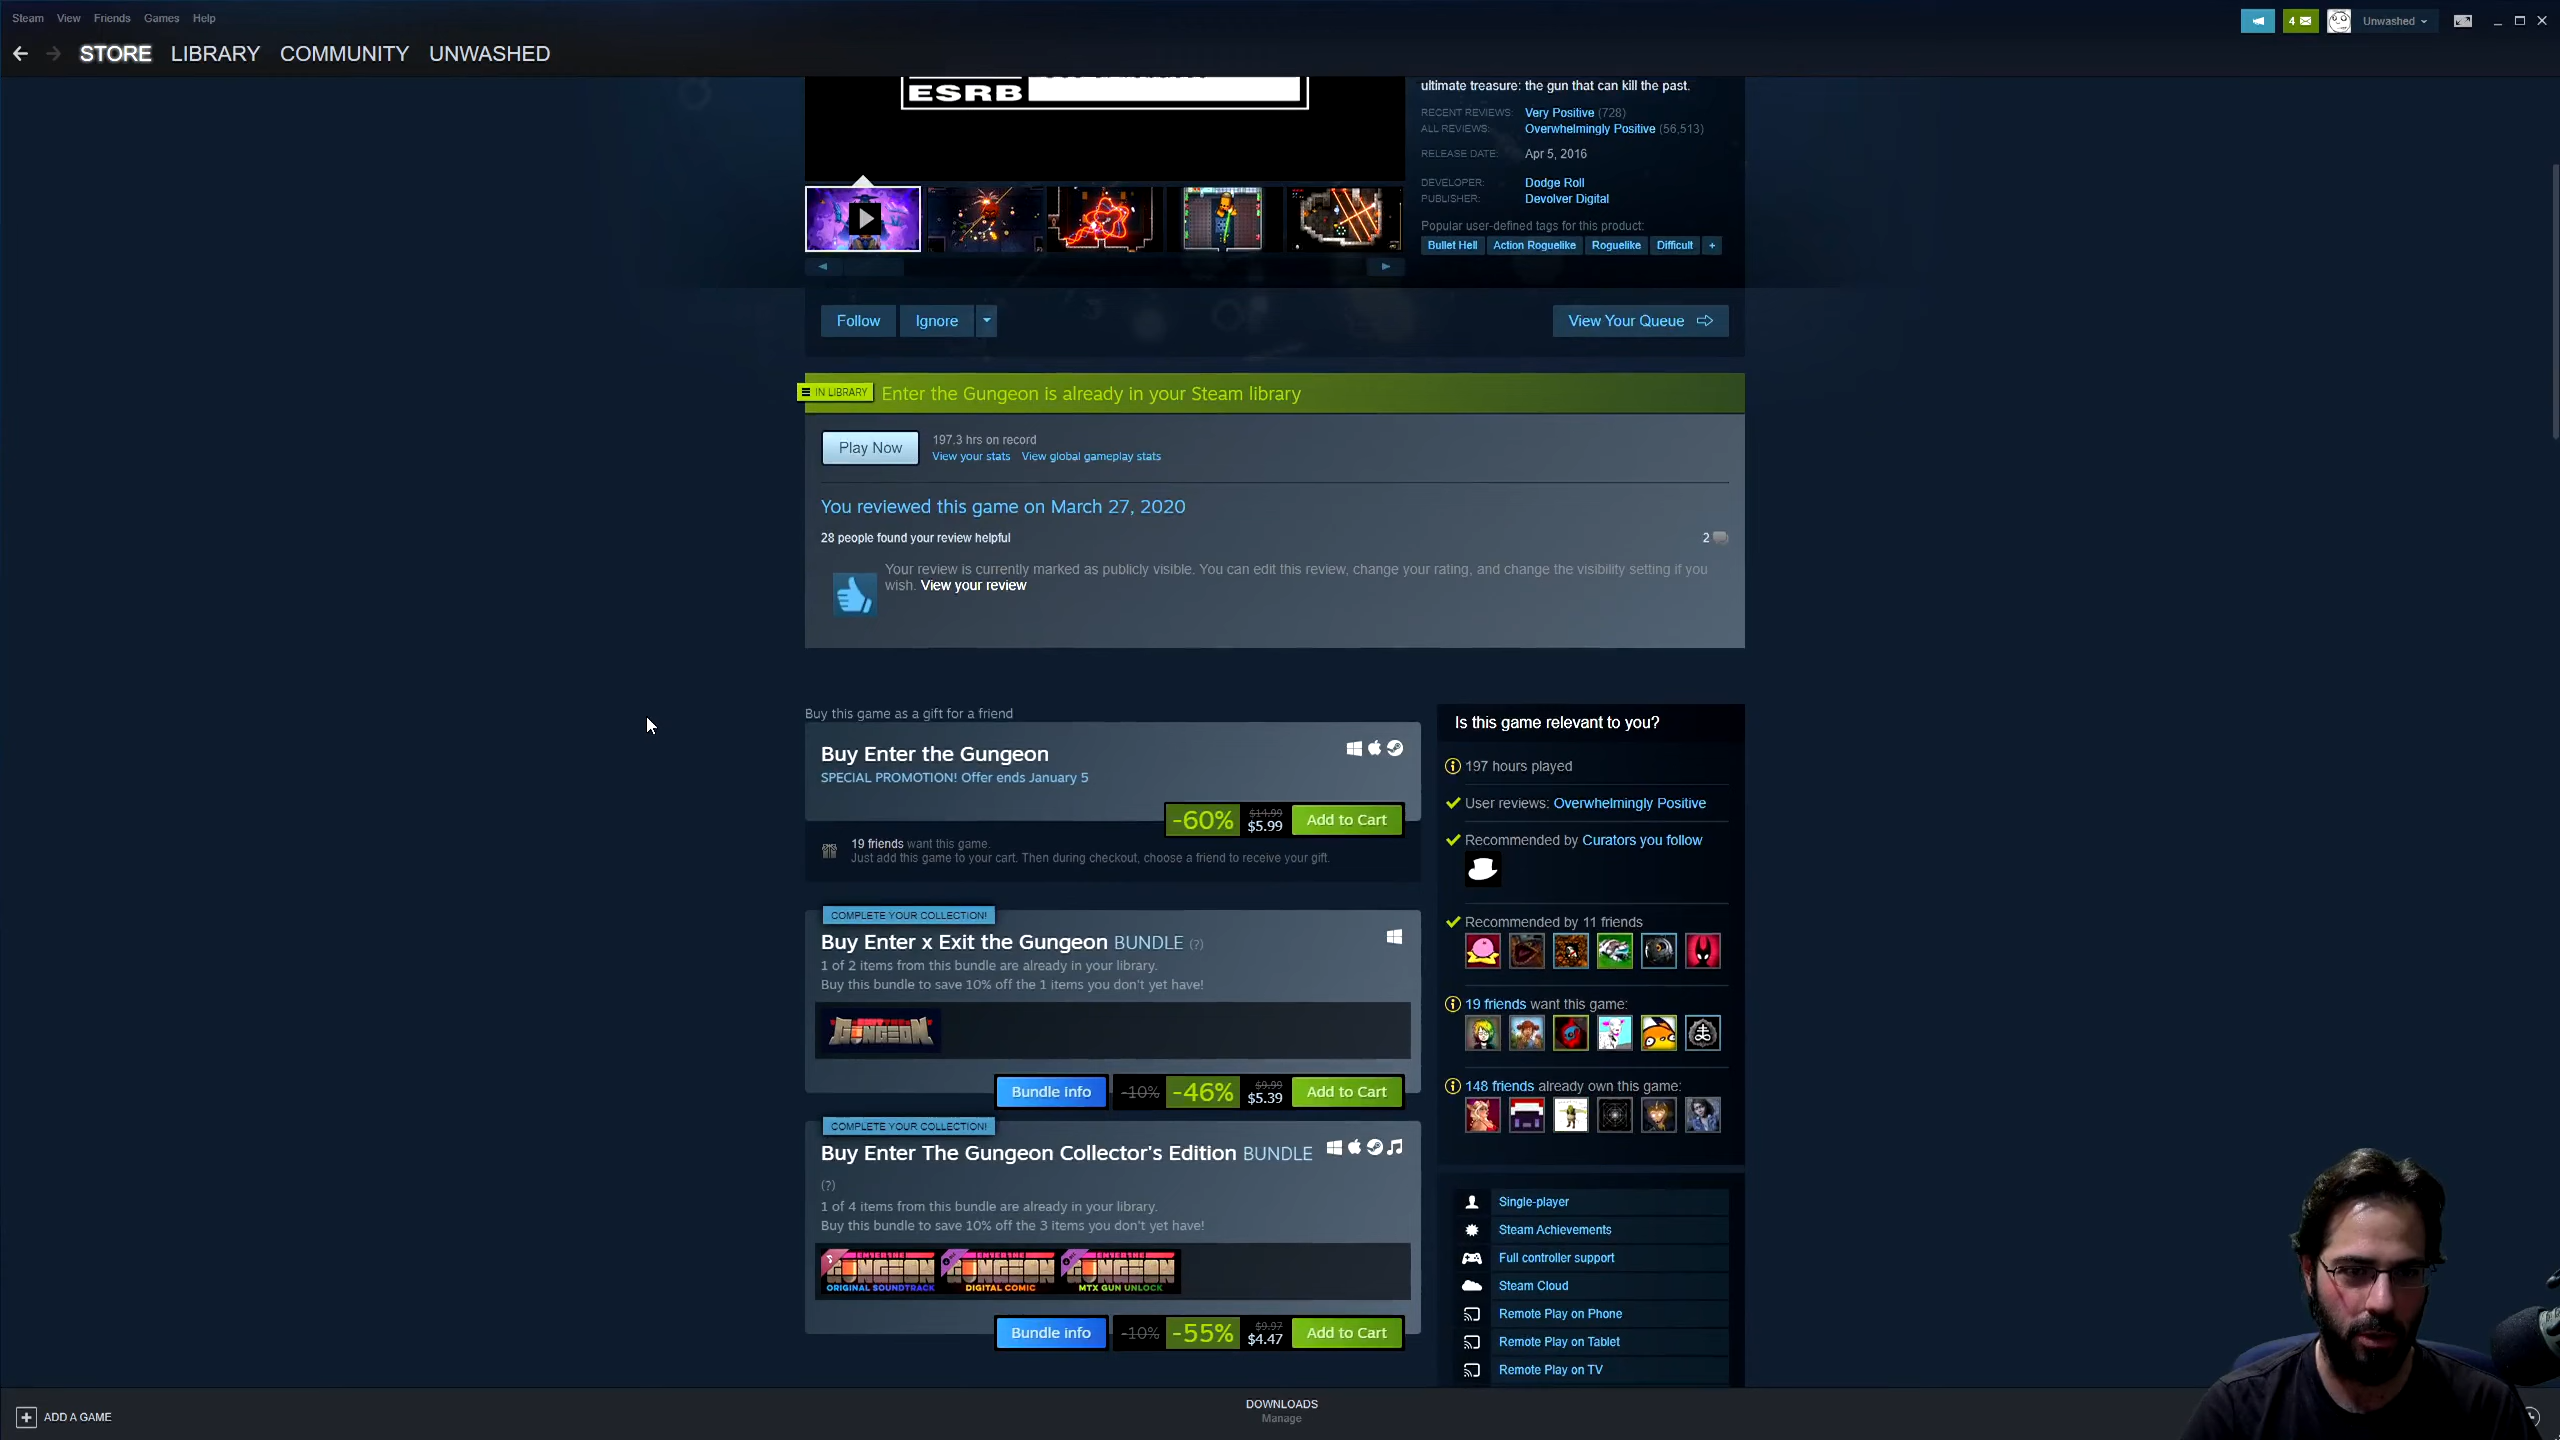 Steam View Friends Games Help
4
Unwashed
STORE LIBRARY COMMUNITY UNWASHED
ESRB
ultimate treasure: the gun that can kill the past.
RECENT REVIEWS: Very Positive (728)
ALL REVIEWS: Overwhelmingly Positive (56,513)
RELEASE DATE: Apr 5, 2016
DEVELOPER: Dodge Roll
PUBLISHER: Devolver Digital
Popular user-defined tags for this product:
Bullet Hell Action Roguelike Roguelike Difficult +
Follow Ignore View Your Queue
IN LIBRARY Enter the Gungeon is already in your Steam library
Play Now
197.3 hrs on record
View your stats View global gameplay stats
You reviewed this game on March 27, 2020
28 people found your review helpful
2
Your review is currently marked as publicly visible. You can edit this review, change your rating, and change the visibility setting if you
wish. View your review
Buy this game as a gift for a friend
Buy Enter the Gungeon
SPECIAL PROMOTION! Offer ends January 5
-60% $14.99 $5.99 Add to Cart
19 friends want this game.
Just add this game to your cart. Then during checkout, choose a friend to receive your gift.
COMPLETE YOUR COLLECTION!
Buy Enter x Exit the Gungeon BUNDLE (?)
1 of 2 items from this bundle are already in your library.
Buy this bundle to save 10% off the 1 items you don't yet have!
GUNGEON
Bundle info -10% -46% $9.99 $5.39 Add to Cart
COMPLETE YOUR COLLECTION!
Buy Enter The Gungeon Collector's Edition BUNDLE
(?)
1 of 4 items from this bundle are already in your library.
Buy this bundle to save 10% off the 3 items you don't yet have!
ENTER THE ENTER THE ENTER THE
GUNGEON GUNGEON GUNGEON
ORIGINAL SOUNDTRACK DIGITAL COMIC MTX GUN UNLOCK
Bundle info -10% -55% $9.97 $4.47 Add to Cart
Is this game relevant to you?
197 hours played
User reviews: Overwhelmingly Positive
Recommended by Curators you follow
Recommended by 11 friends
19 friends want this game:
148 friends already own this game:
Single-player
Steam Achievements
Full controller support
Steam Cloud
Remote Play on Phone
Remote Play on Tablet
Remote Play on TV
ADD A GAME
DOWNLOADS
Manage